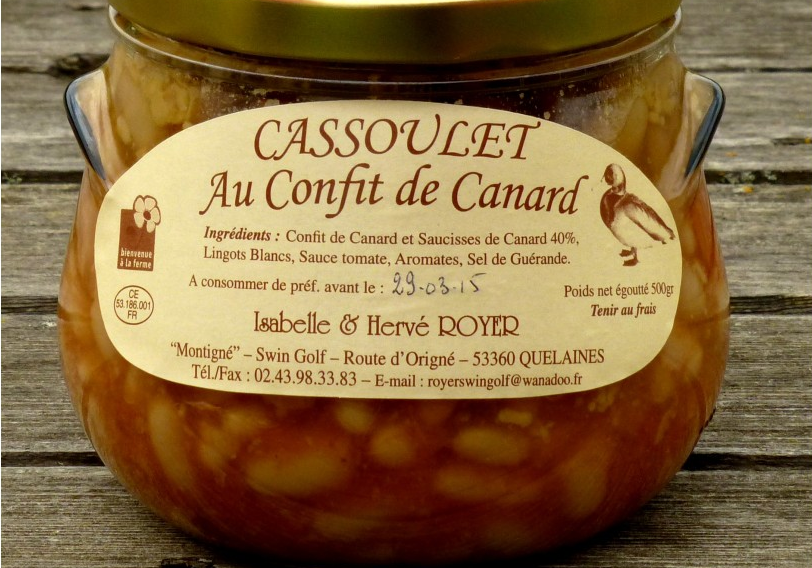 CASSOULET
Au Confit de Canard
Ingrédients : Confit de Canard et Saucisses de Canard 40%,
Lingots Blancs, Sauce tomate, Aromates, Sel de Guérande.
bienvenue
à la ferme
A consommer de préf. avant le : 29-03-15
CE
53.186.001
FR
Poids net égoutté 500gr
Tenir au frais
Isabelle & Hervé ROYER
"Montigné" – Swin Golf – Route d'Origné – 53360 QUELAINES
Tél./Fax : 02.43.98.33.83 – E-mail : royerswingolf@wanadoo.fr